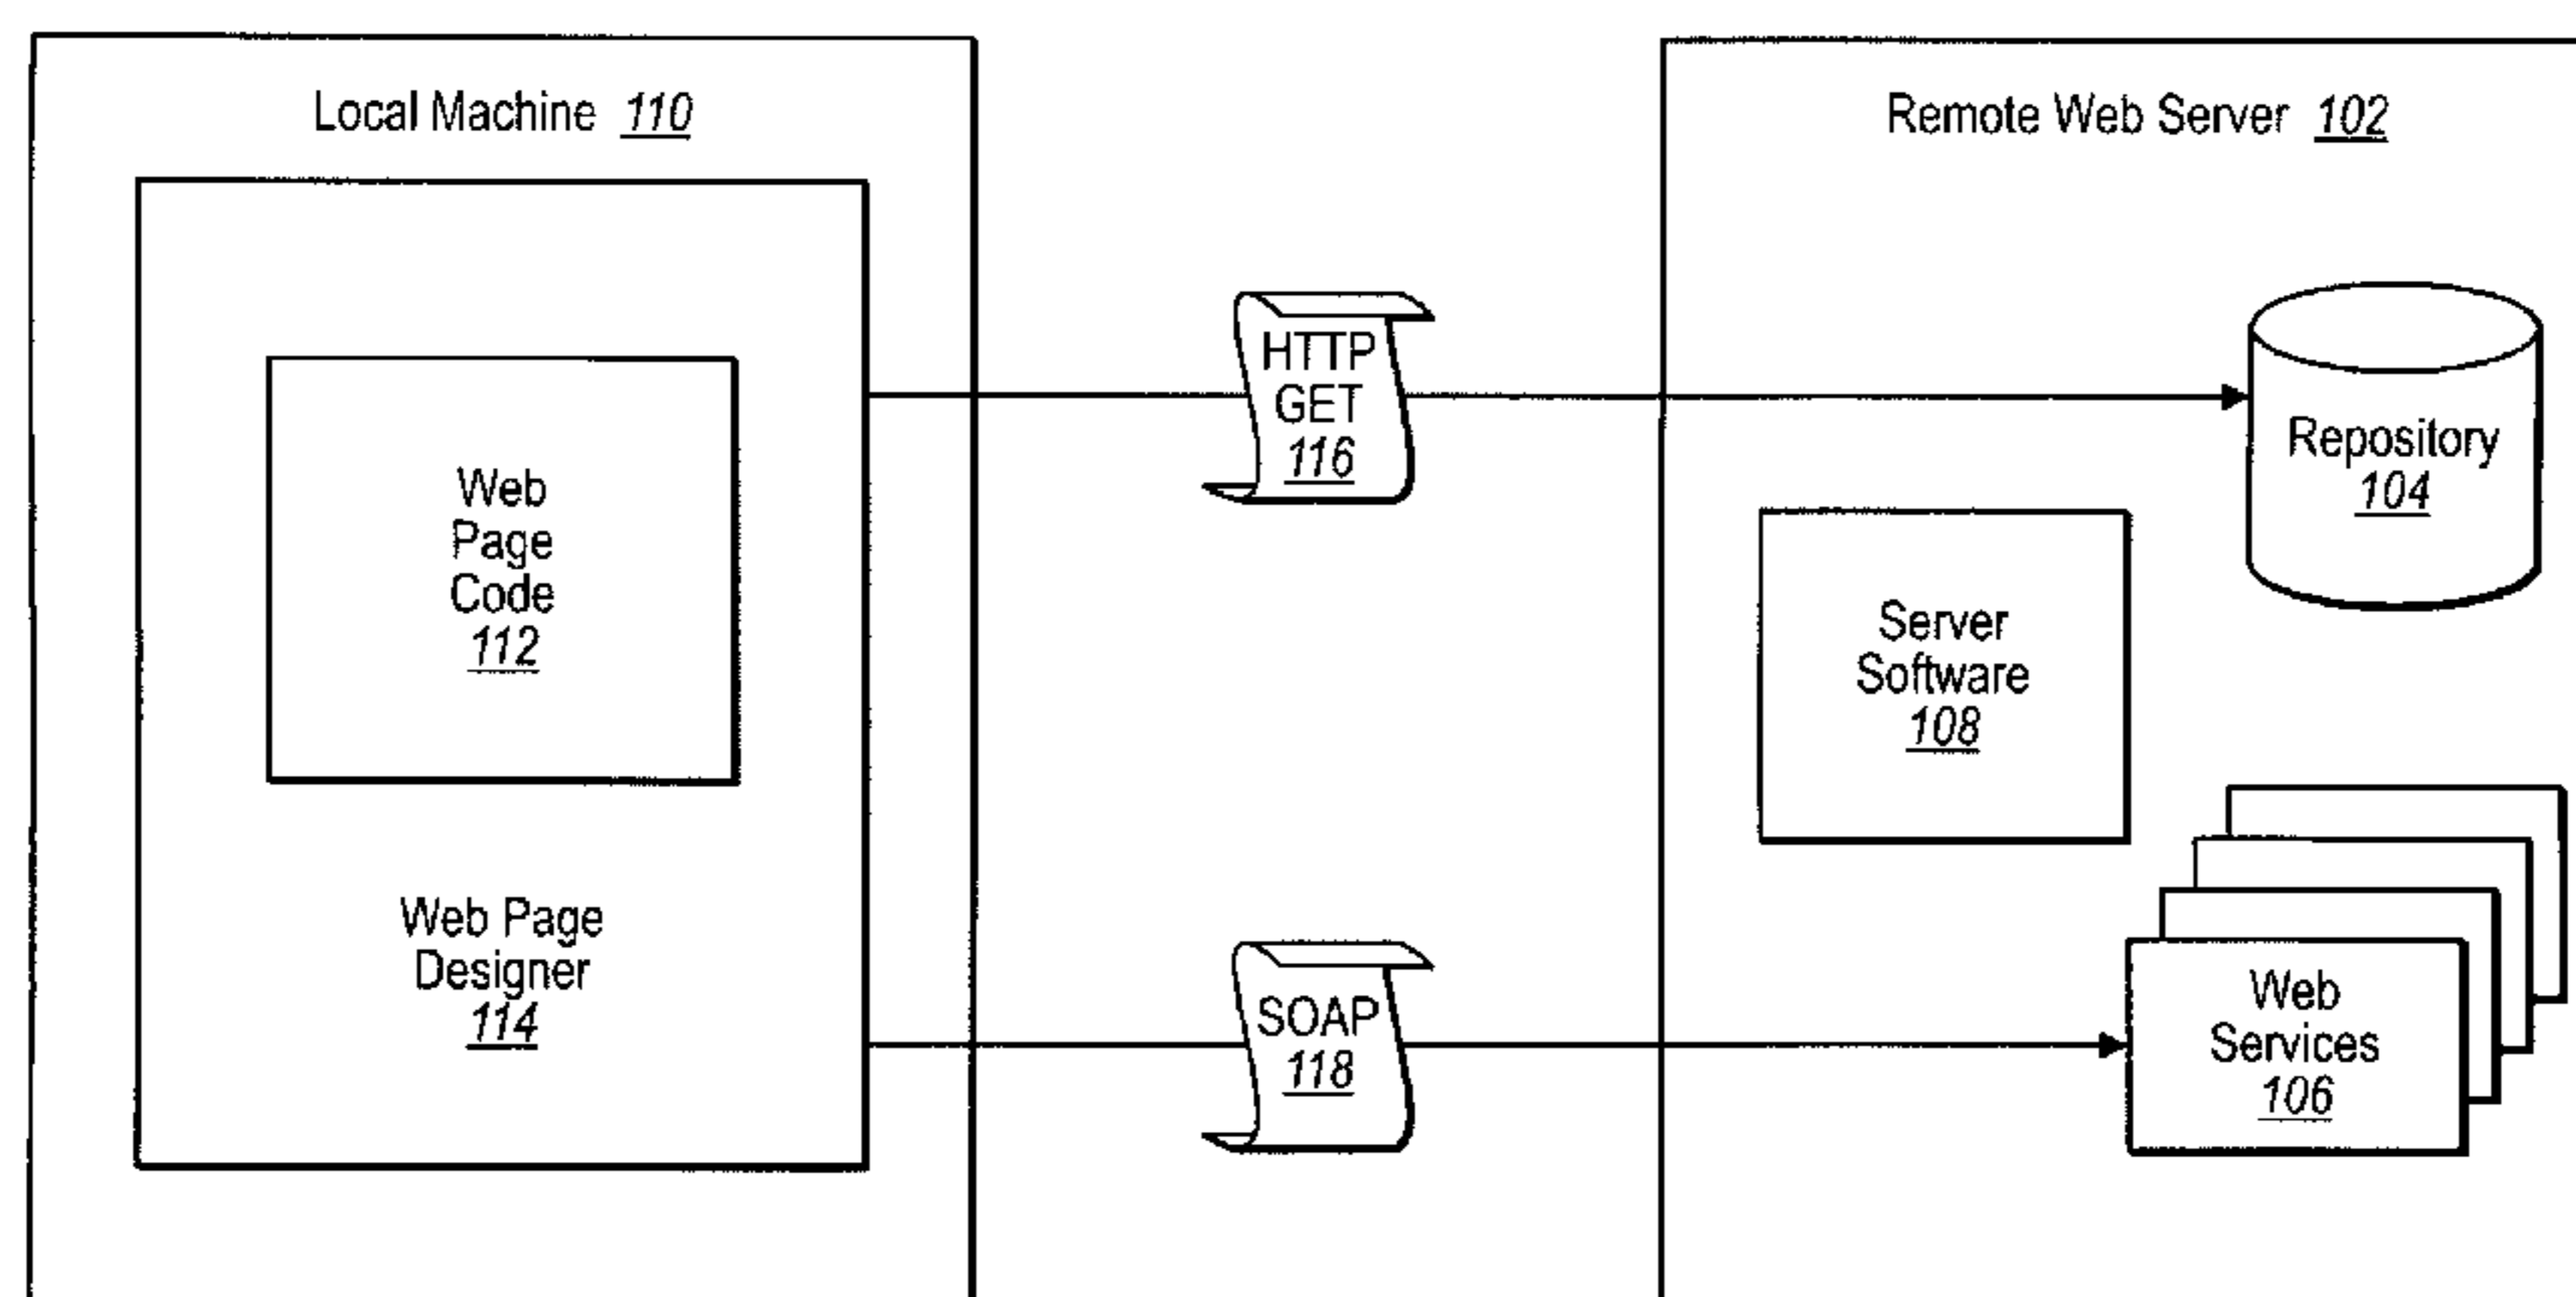 Local Machine 110
Web
Page
Code
112
Web Page
Designer
114
HTTP
GET
116
SOAP
118
Remote Web Server 102
Repository
104
Server
Software
108
Web
Services
106